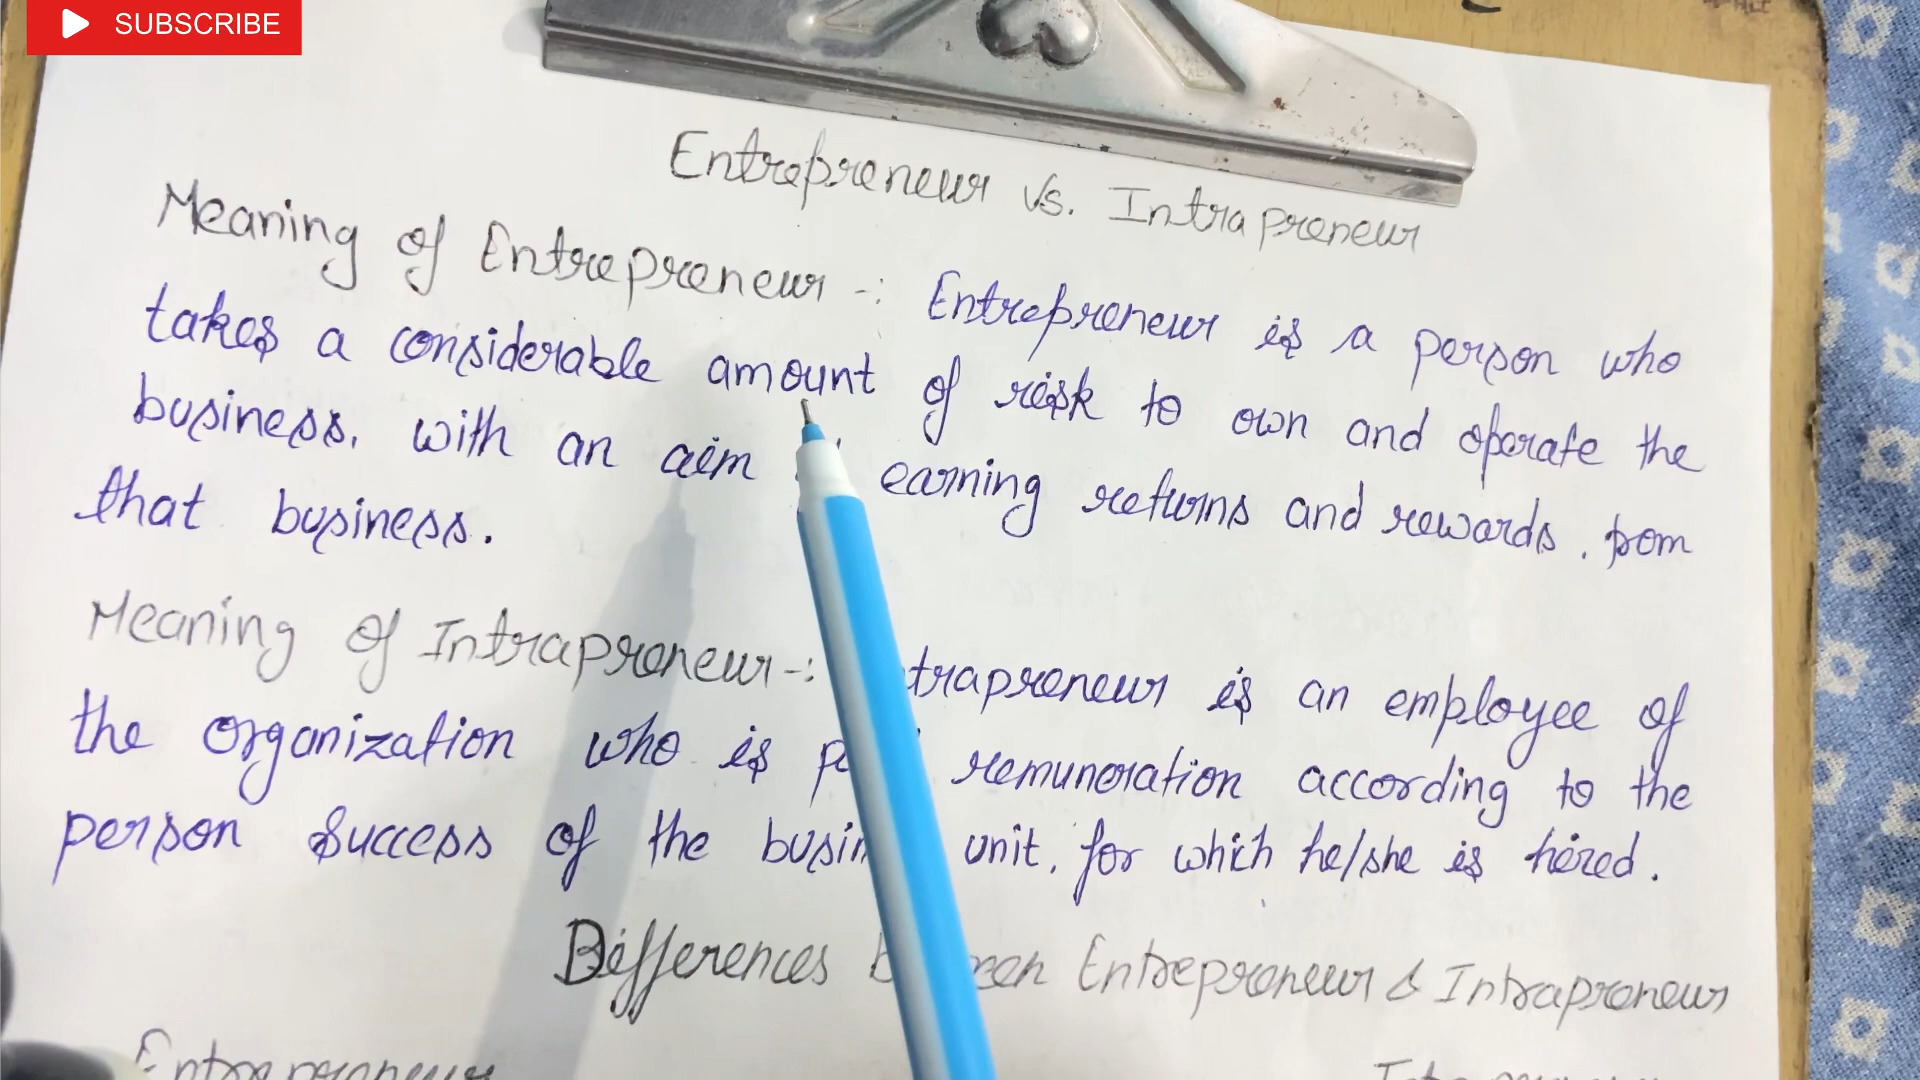 SUBSCRIBE
Entrepreneur Vs. Intrapreneur
Meaning of Entrepreneur -: Entrepreneur is a person who
takes a considerable amount of risk to own and operate the
business. with an aim earning returns and rewards. from
that business.
Meaning of Intrapreneur -: trapreneur is an employee of
the organization who is remuneration according to the
person success of the busin unit. for which he/she is hired.
Differences Entrepreneur & Intrapreneur
Entrepreneur